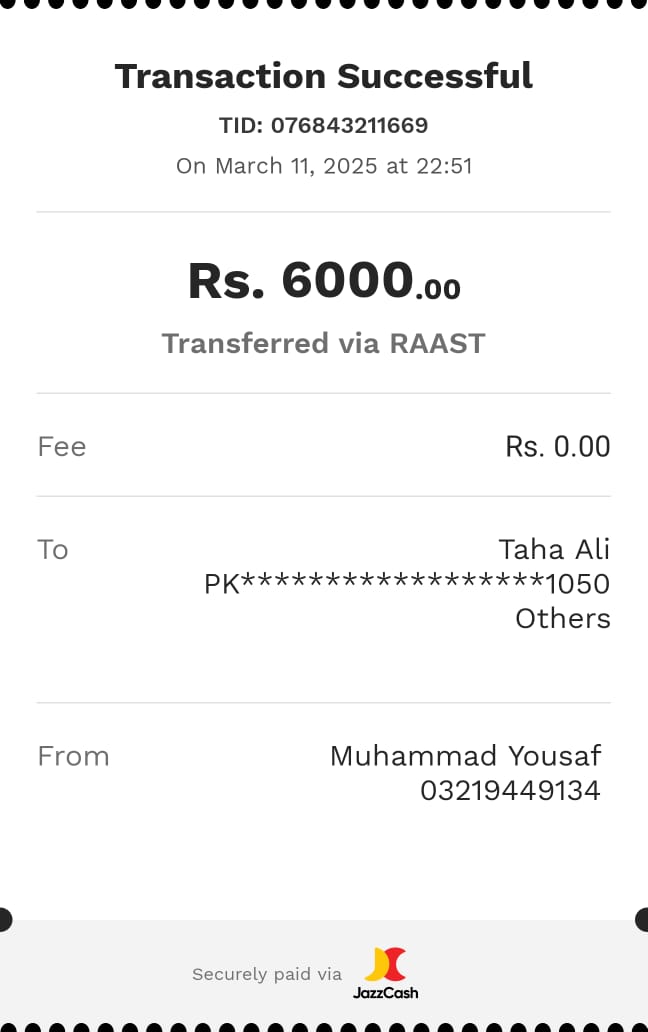 Transaction Successful
TID: 076843211669
On March 11, 2025 at 22:51
Rs. 6000.00
Transferred via RAAST
Fee Rs. 0.00
To Taha Ali
PK******************1050
Others
From Muhammad Yousaf
03219449134
Securely paid via JazzCash